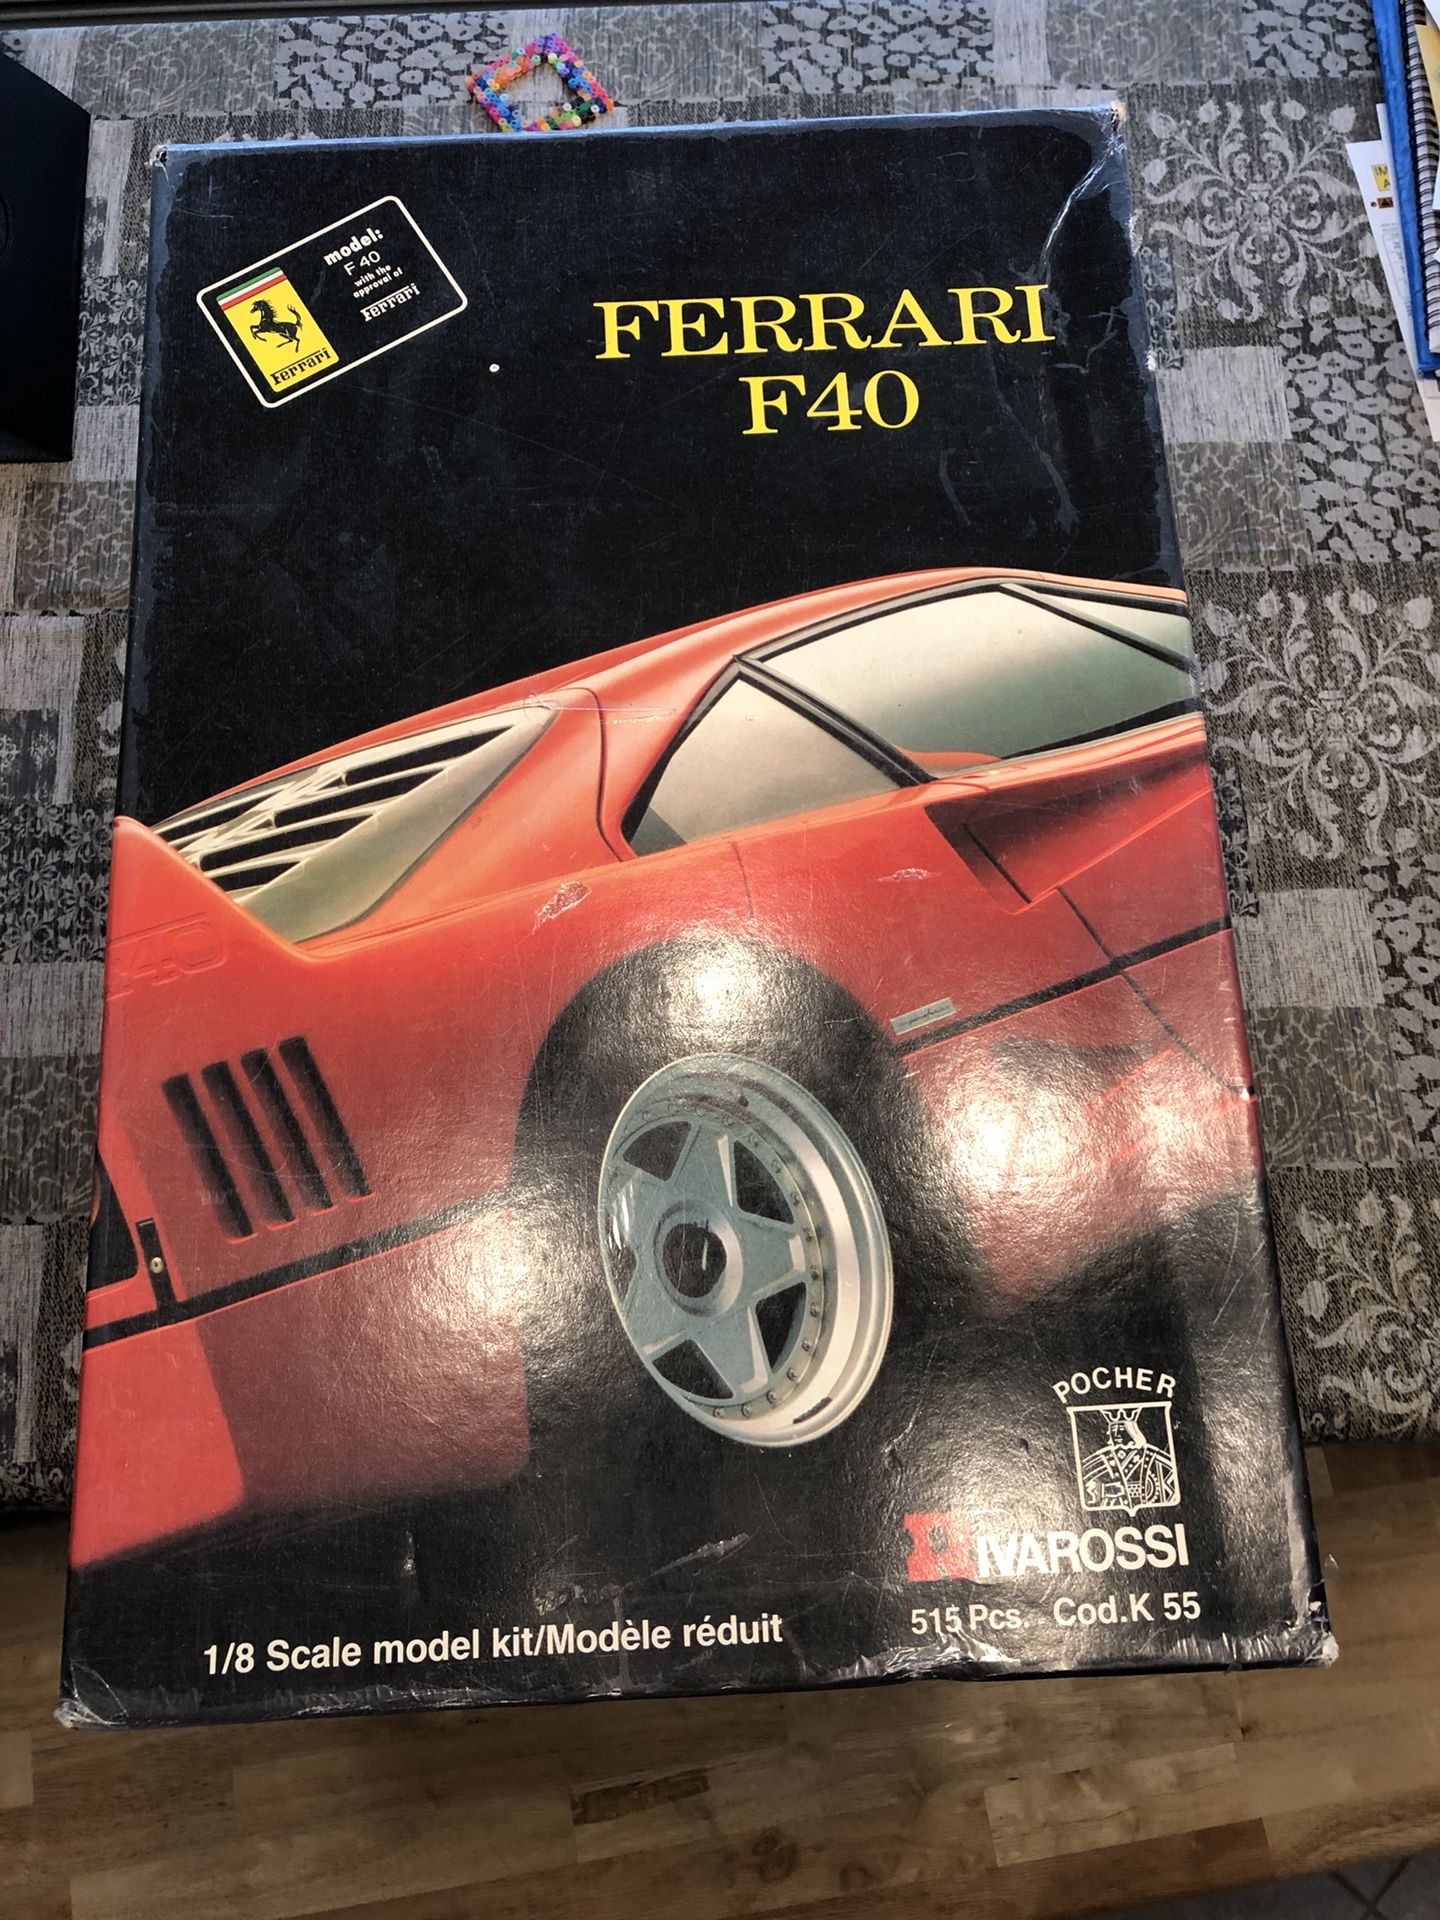 model:
F 40
with the
approval of
Ferrari
Ferrari
FERRARI
F40
F40
POCHER
RIVAROSSI
1/8 Scale model kit/Modèle réduit
515 Pcs. Cod.K 55